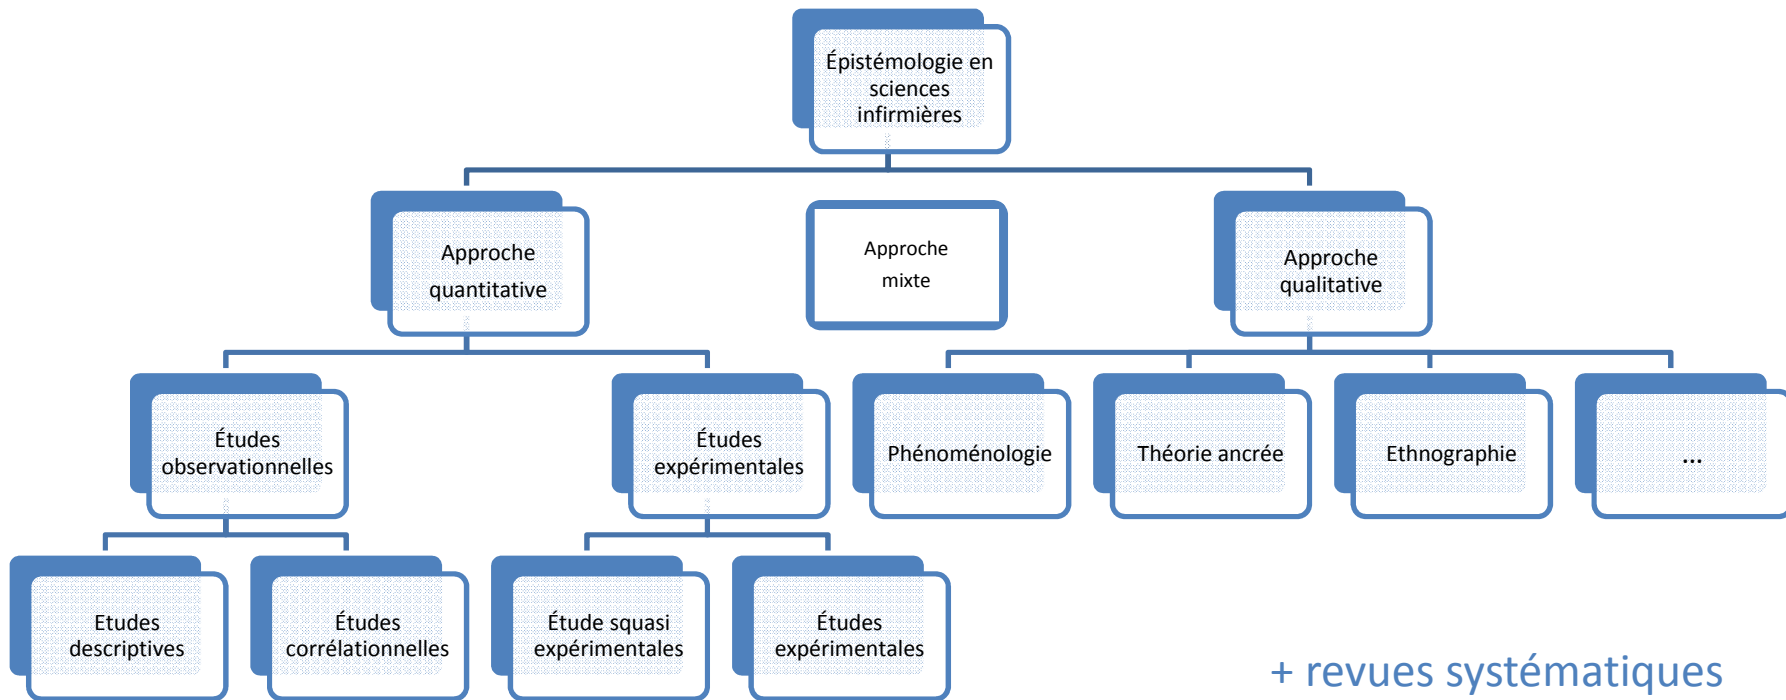 Épistémologie en
sciences
infirmières
Approche
quantitative
Approche
mixte
Approche
qualitative
Études
observationnelles
Études
expérimentales
Phénoménologie
Théorie ancrée
Ethnographie
...
Etudes
descriptives
Études
corrélationnelles
Étude squasi
expérimentales
Études
expérimentales
+ revues systématiques